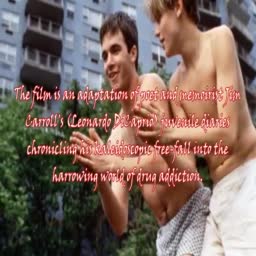 The film is an adaptation of poet and memoirist Jim
Carroll's (Leonardo DiCaprio) juvenile diaries
chronicling his kaleidoscopic free-fall into the
harrowing world of drug addiction.